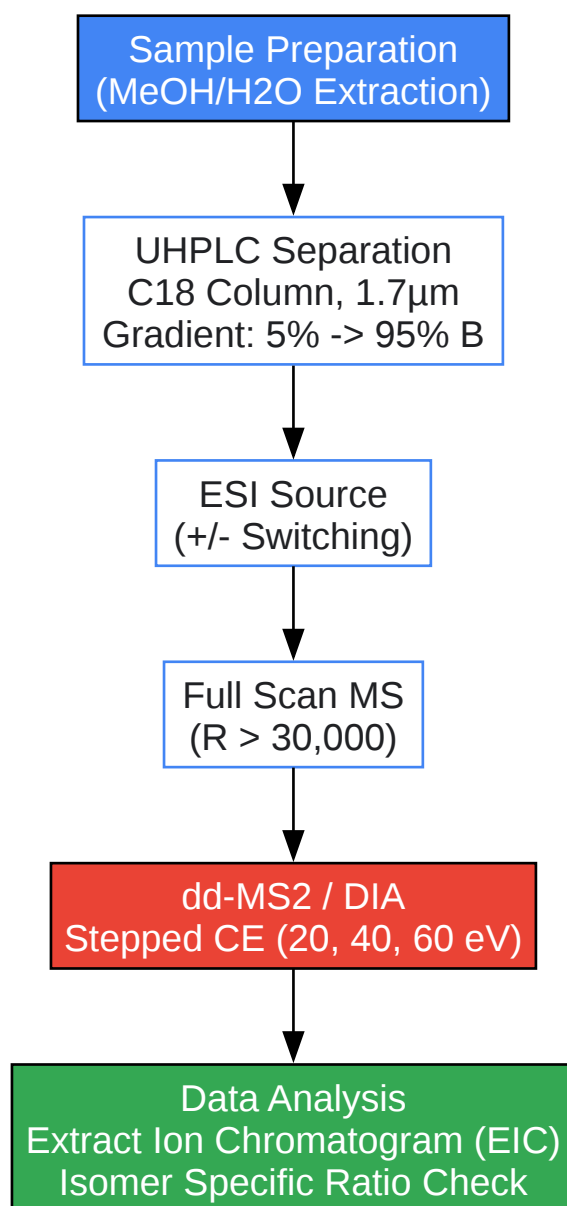 Sample Preparation
(MeOH/H2O Extraction)
UHPLC Separation
C18 Column, 1.7µm
Gradient: 5% -> 95% B
ESI Source
(+/- Switching)
Full Scan MS
(R > 30,000)
dd-MS2 / DIA
Stepped CE (20, 40, 60 eV)
Data Analysis
Extract Ion Chromatogram (EIC)
Isomer Specific Ratio Check